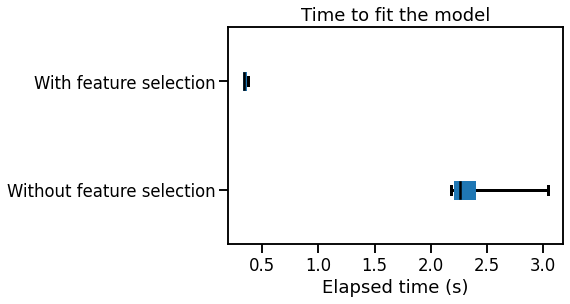 Time to fit the model
With feature selection
Without feature selection
0.5 1.0 1.5 2.0 2.5 3.0
Elapsed time (s)